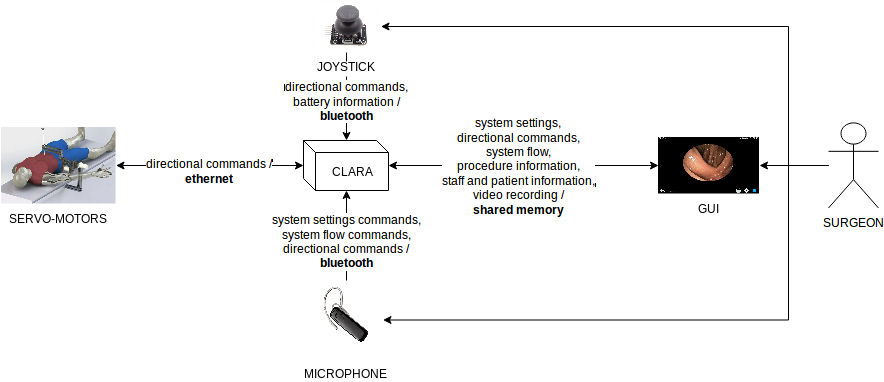 JOYSTICK
directional commands,
battery information /
bluetooth
system settings,
directional commands,
system flow,
procedure information,
staff and patient information,
video recording /
shared memory
directional commands /
ethernet
CLARA
SERVO-MOTORS
GUI
SURGEON
system settings commands,
system flow commands,
directional commands /
bluetooth
MICROPHONE